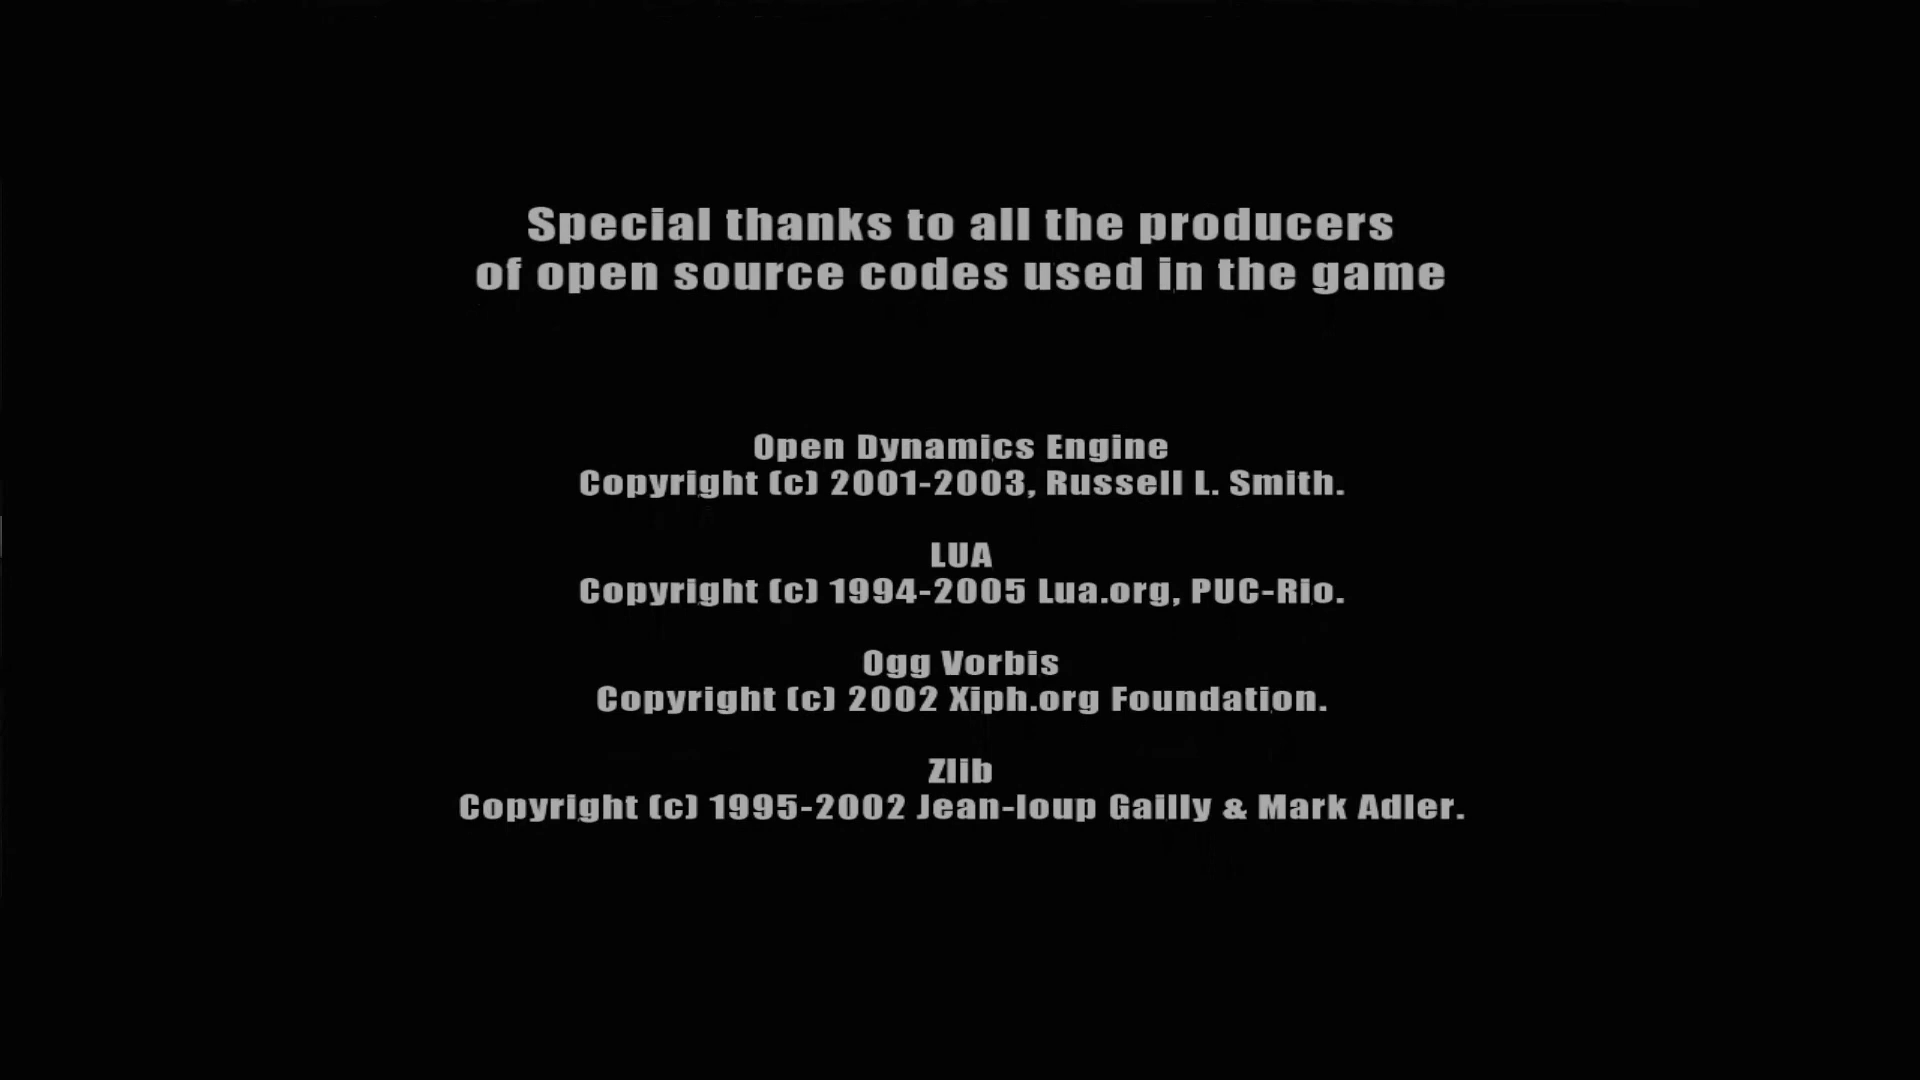 Special thanks to all the producers
of open source codes used in the game
Open Dynamics Engine
Copyright (c) 2001-2003, Russell L. Smith.
LUA
Copyright (c) 1994-2005 Lua.org, PUC-Rio.
Ogg Vorbis
Copyright (c) 2002 Xiph.org Foundation.
Zlib
Copyright (c) 1995-2002 Jean-loup Gailly & Mark Adler.